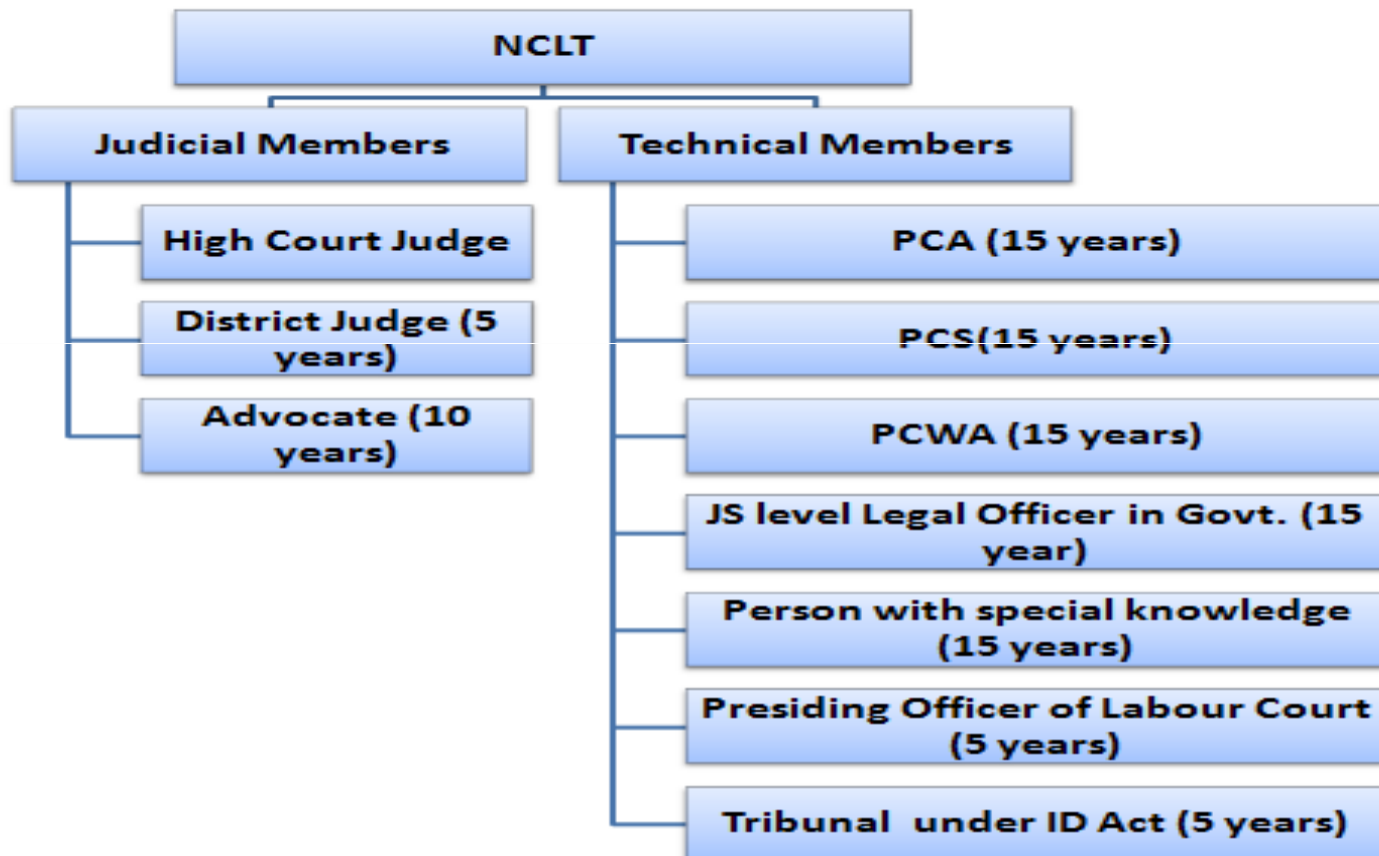 NCLT
Judicial Members
High Court Judge
District Judge (5
years)
Advocate (10
years)
Technical Members
PCA (15 years)
PCS(15 years)
PCWA (15 years)
JS level Legal Officer in Govt. (15
year)
Person with special knowledge
(15 years)
Presiding Officer of Labour Court
(5 years)
Tribunal under ID Act (5 years)